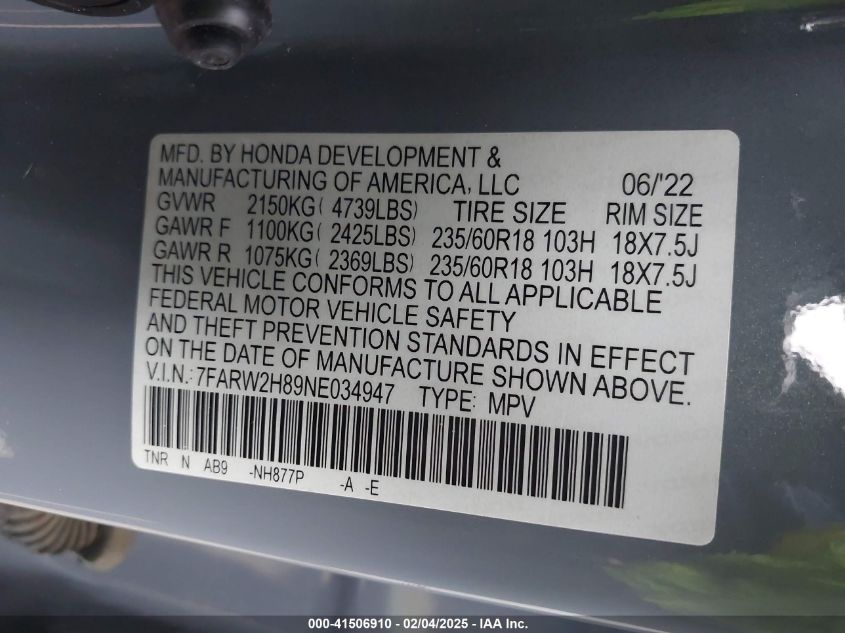 MFD. BY HONDA DEVELOPMENT &
MANUFACTURING OF AMERICA, LLC 06/'22
GVWR 2150KG( 4739LBS) TIRE SIZE RIM SIZE
GAWR F 1100KG( 2425LBS) 235/60R18 103H 18X7.5J
GAWR R 1075KG( 2369LBS) 235/60R18 103H 18X7.5J
THIS VEHICLE CONFORMS TO ALL APPLICABLE
FEDERAL MOTOR VEHICLE SAFETY
AND THEFT PREVENTION STANDARDS IN EFFECT
ON THE DATE OF MANUFACTURE SHOWN ABOVE.
V.I.N.: 7FARW2H89NE034947 TYPE: MPV
TNR N AB9 -NH877P -A -E
000-41506910 - 02/04/2025 - IAA Inc.